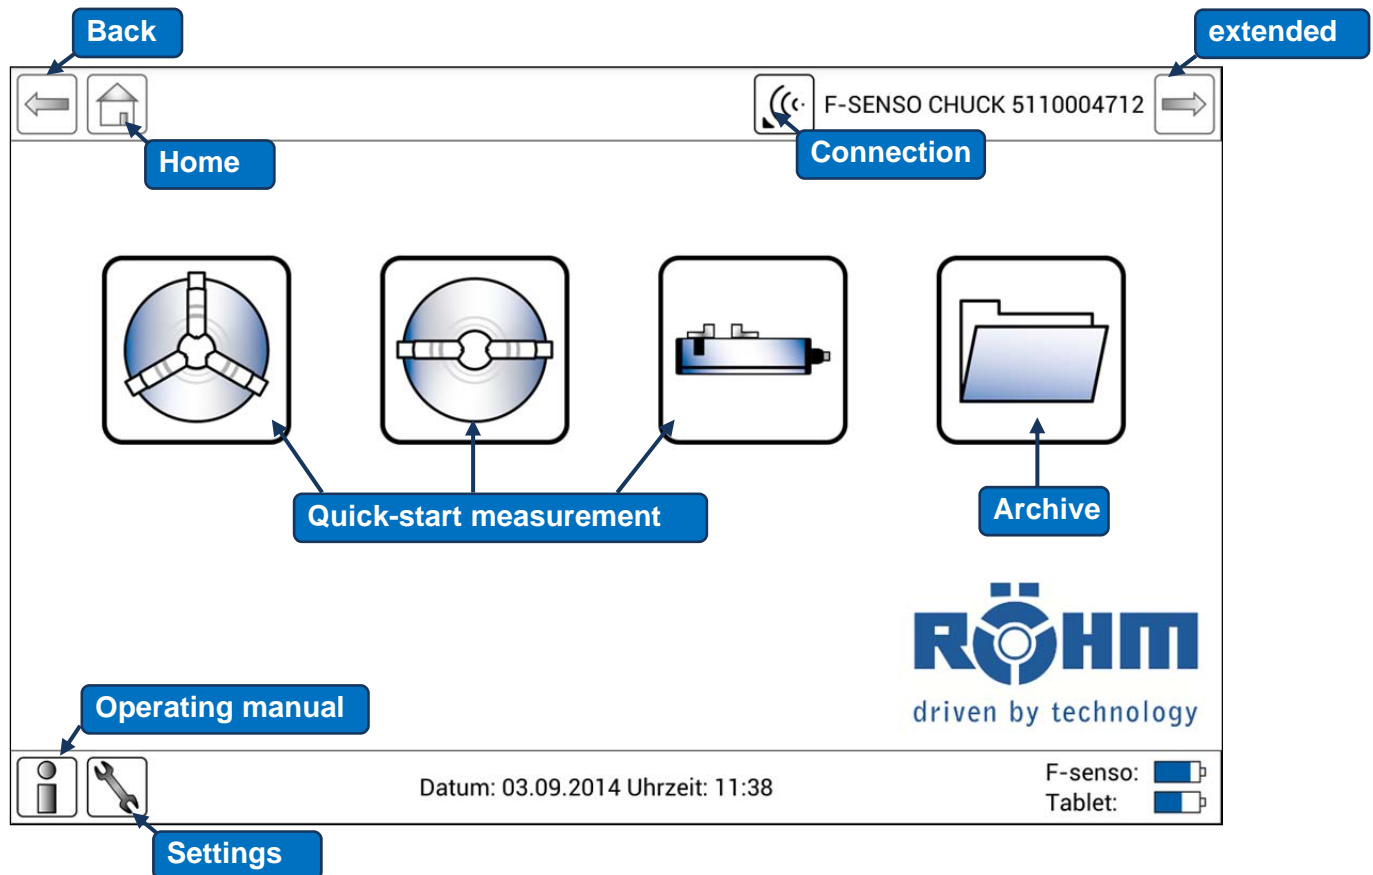 Back
extended
F-SENSO CHUCK 5110004712
Home
Connection
Quick-start measurement
Archive
RÖHM
driven by technology
Operating manual
Datum: 03.09.2014 Uhrzeit: 11:38
F-senso:
Tablet:
Settings